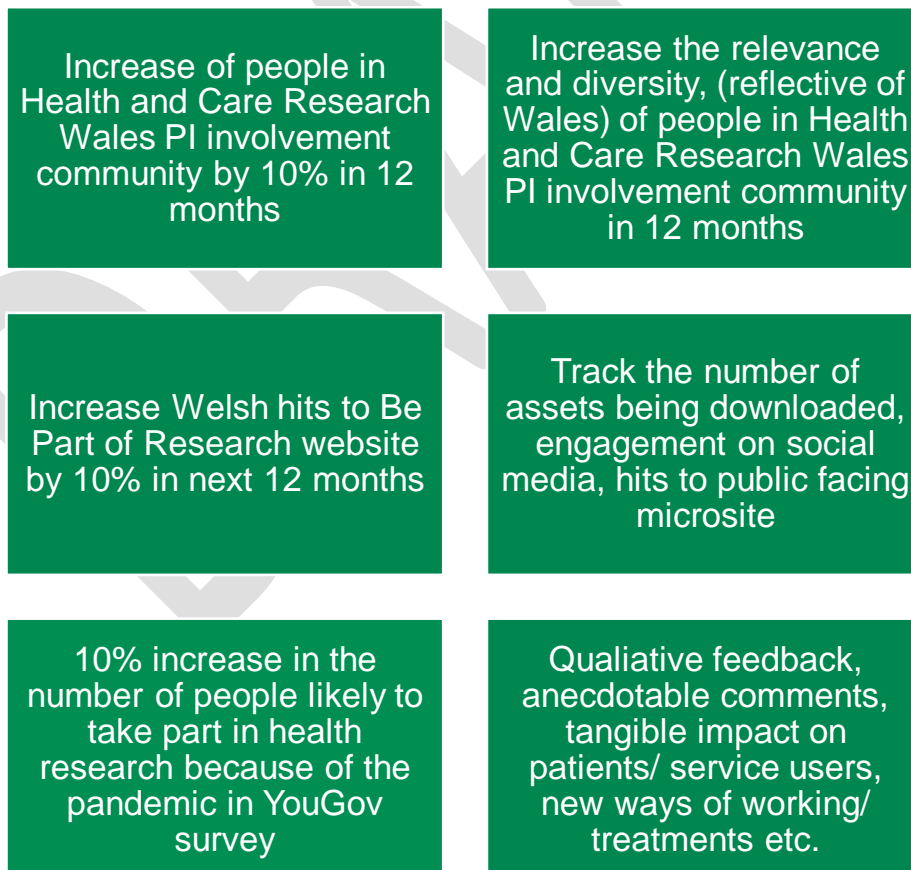 Increase of people in
Health and Care Research
Wales PI involvement
community by 10% in 12
months
Increase the relevance
and diversity, (reflective of
Wales) of people in Health
and Care Research Wales
PI involvement community
in 12 months
Increase Welsh hits to Be
Part of Research website
by 10% in next 12 months
Track the number of
assets being downloaded,
engagement on social
media, hits to public facing
microsite
10% increase in the
number of people likely to
take part in health
research because of the
pandemic in YouGov
survey
Qualiative feedback,
anecdotable comments,
tangible impact on
patients/ service users,
new ways of working/
treatments etc.